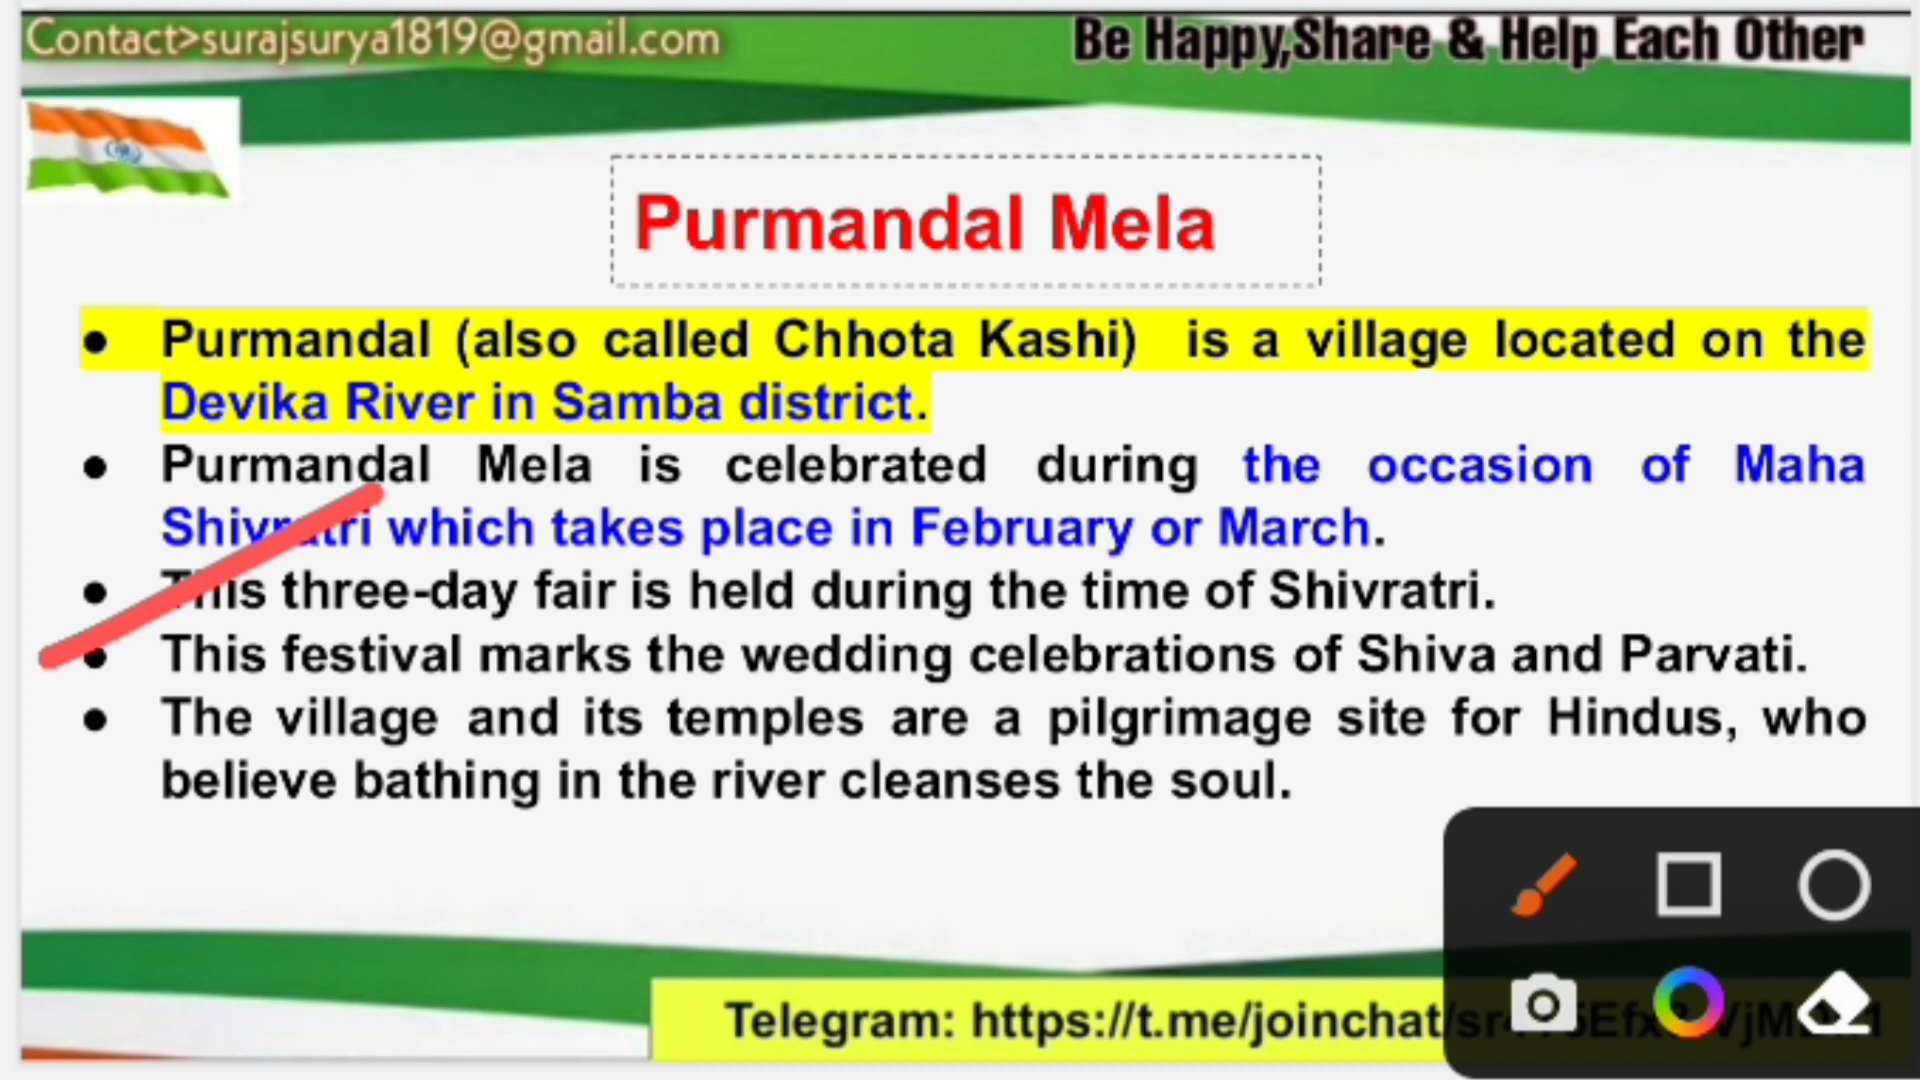 Contact>surajsurya1819@gmail.com
Be Happy,Share & Help Each Other
Purmandal Mela
● Purmandal (also called Chhota Kashi) is a village located on the
Devika River in Samba district.
● Purmandal Mela is celebrated during the occasion of Maha
Shivratri which takes place in February or March.
● This three-day fair is held during the time of Shivratri.
● This festival marks the wedding celebrations of Shiva and Parvati.
● The village and its temples are a pilgrimage site for Hindus, who
believe bathing in the river cleanses the soul.
Telegram: https://t.me/joinchat/